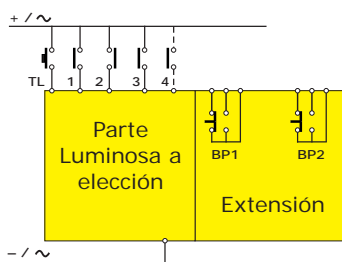 + / ∿
TL 1 2 3 4
BP1 BP2
Parte
Luminosa a
elección
Extensión
− / ∿